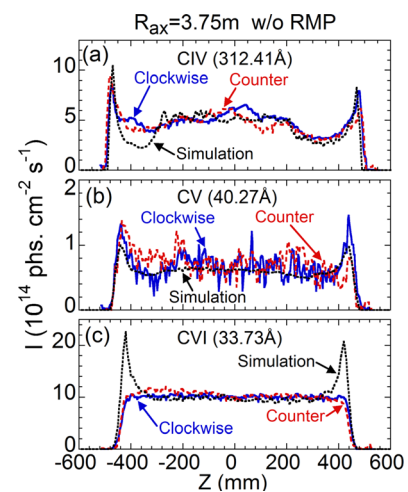 R_ax=3.75m w/o RMP
(a) CIV (312.41Å)
Clockwise
Counter
Simulation
10
5
0
(b) CV (40.27Å)
Clockwise
Counter
Simulation
2
1
0
(c) CVI (33.73Å)
Simulation
Clockwise
Counter
20
10
0
I (10^14 phs. cm^-2 s^-1)
-600 -400 -200 0 200 400 600
Z (mm)